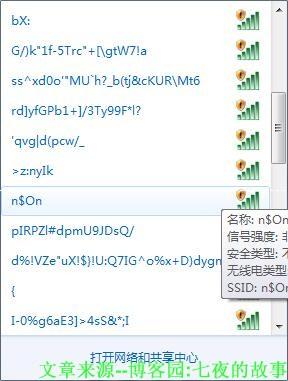 bX:
G/)k"1f-5Trc"+[\gtW7!a
ss^xd0o'"MU`h?_b(tj&cKUR\Mt6
rd]yfGPb1+]/3Ty99F*l?
'qvg|d(pcw/_
>z:nyIk
n$On
名称: n$On
信号强度: 非
安全类型: 不
无线电类型
SSID: n$On
pIRPZl#dpmU9JDsQ/
d%!VZe"uX!$}!U:Q7IG^o%x+D)dygn
{
I-0%g6aE3]>4sS&*;I
打开网络和共享中心
文章来源--博客园:七夜的故事